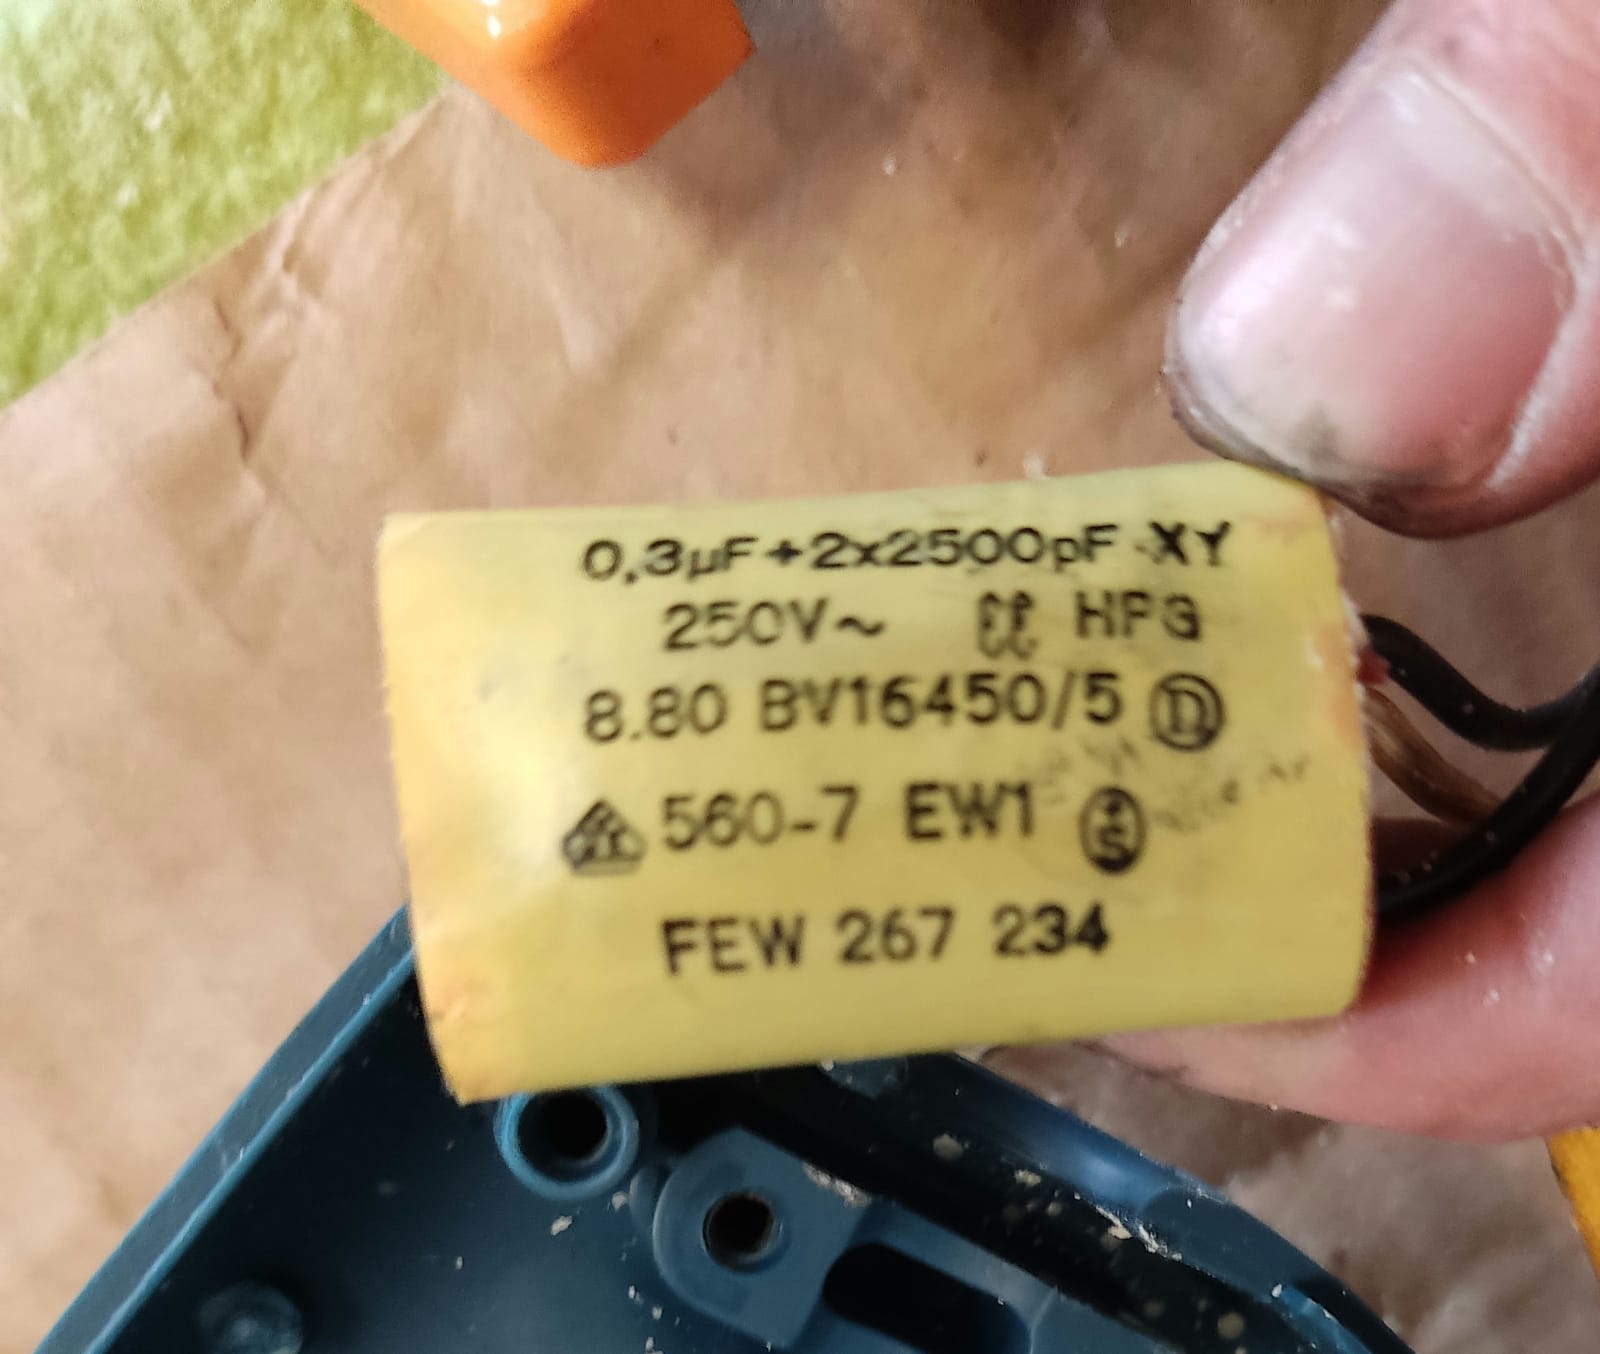 0,3µF+2x2500pF XY
250V~ HPG
8.80 BV16450/5 D
560-7 EW1 +S
FEW 267 234